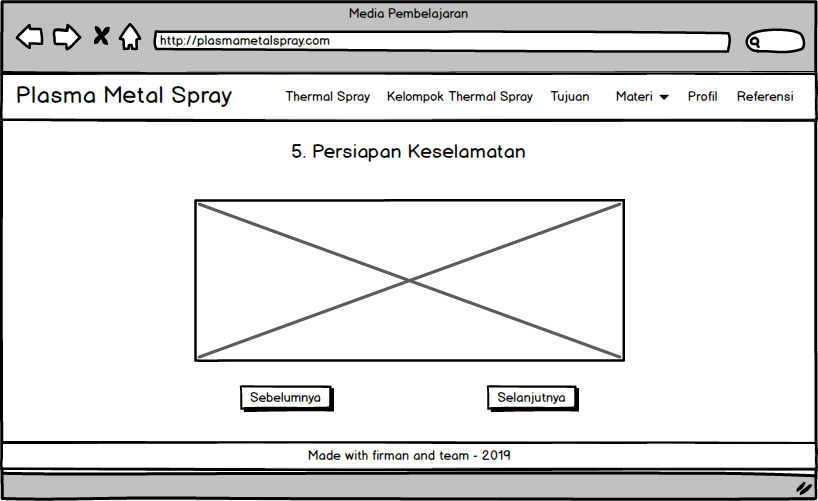 Media Pembelajaran
http://plasmametalspray.com
Plasma Metal Spray
Thermal Spray Kelompok Thermal Spray Tujuan Materi Profil Referensi
5. Persiapan Keselamatan
Sebelumnya Selanjutnya
Made with firman and team - 2019